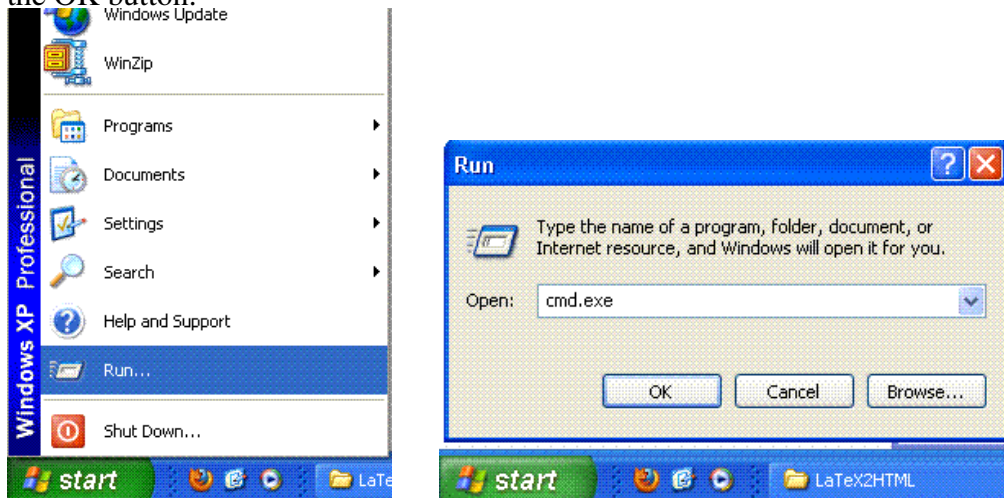 the OK button.
Windows Update
WinZip
Programs
Documents
Settings
Search
Help and Support
Run...
Shut Down...
Windows XP Professional
start
LaTe
Run
Type the name of a program, folder, document, or
Internet resource, and Windows will open it for you.
Open: cmd.exe
OK Cancel Browse...
start
LaTeX2HTML